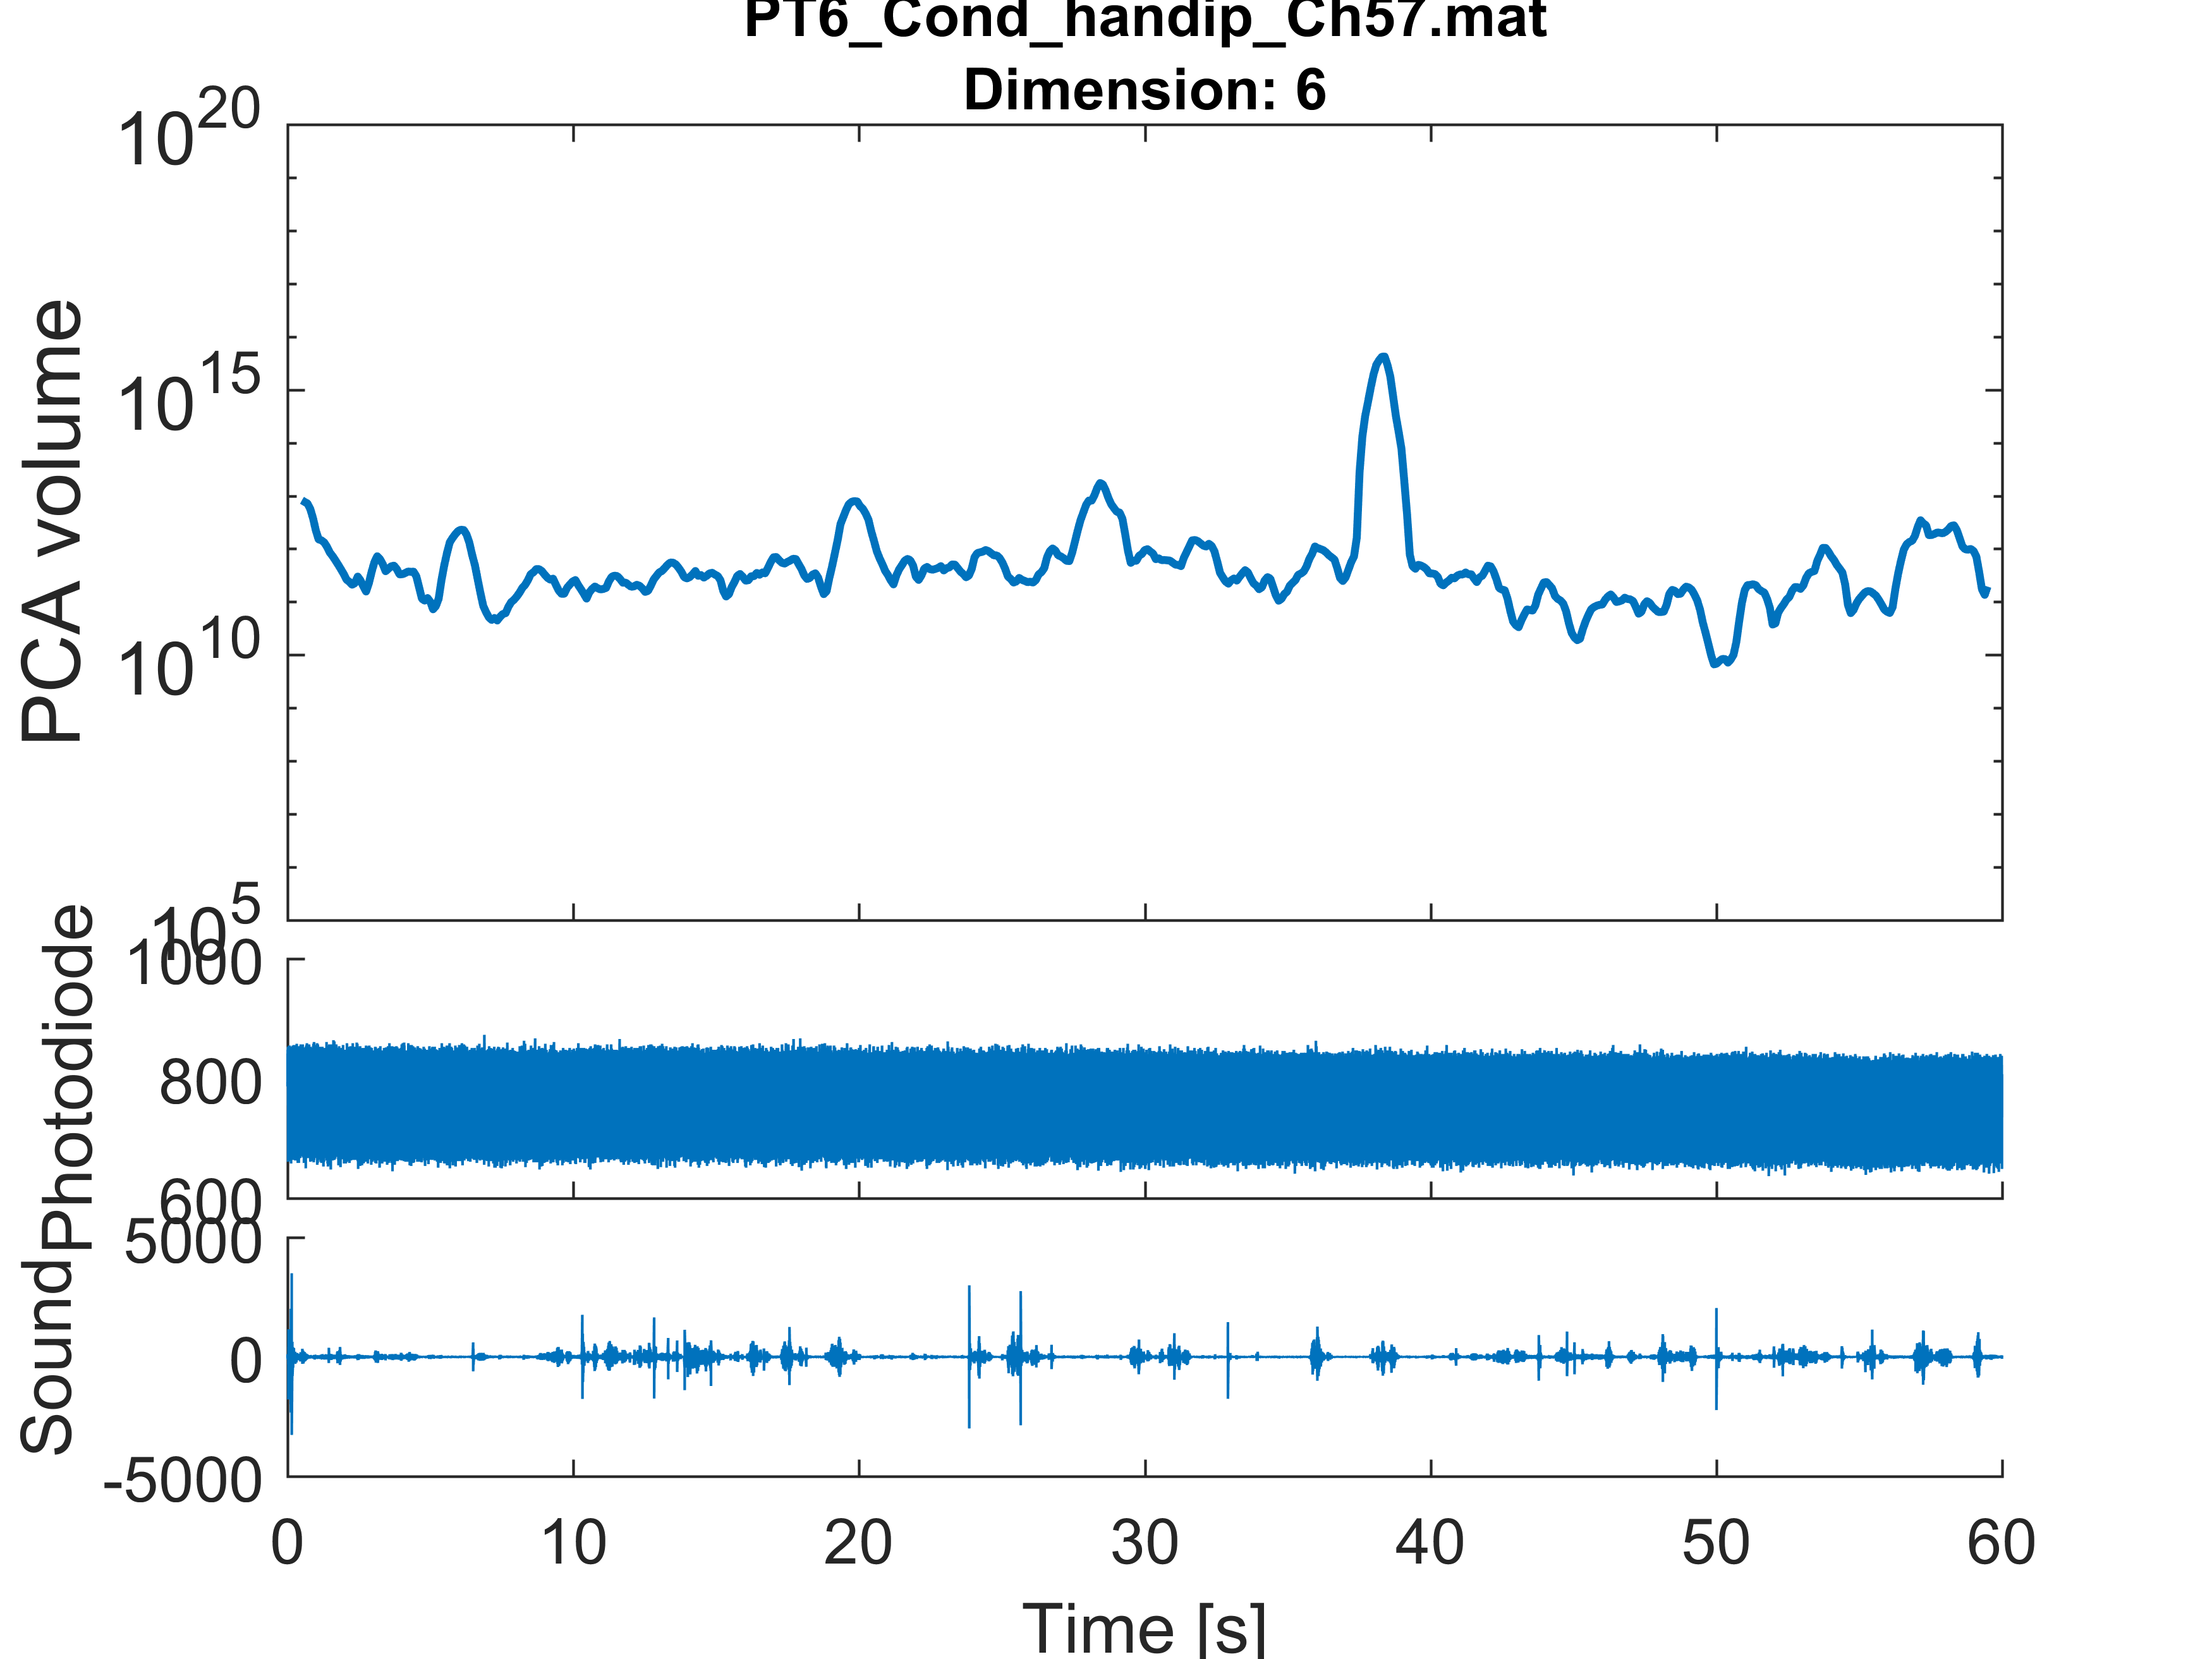 PT6_Cond_handip_Ch57.mat
Dimension: 6
10^20
10^15
10^10
10^5
PCA volume
1000
800
600
Photodiode
5000
0
-5000
Sound
0 10 20 30 40 50 60
Time [s]